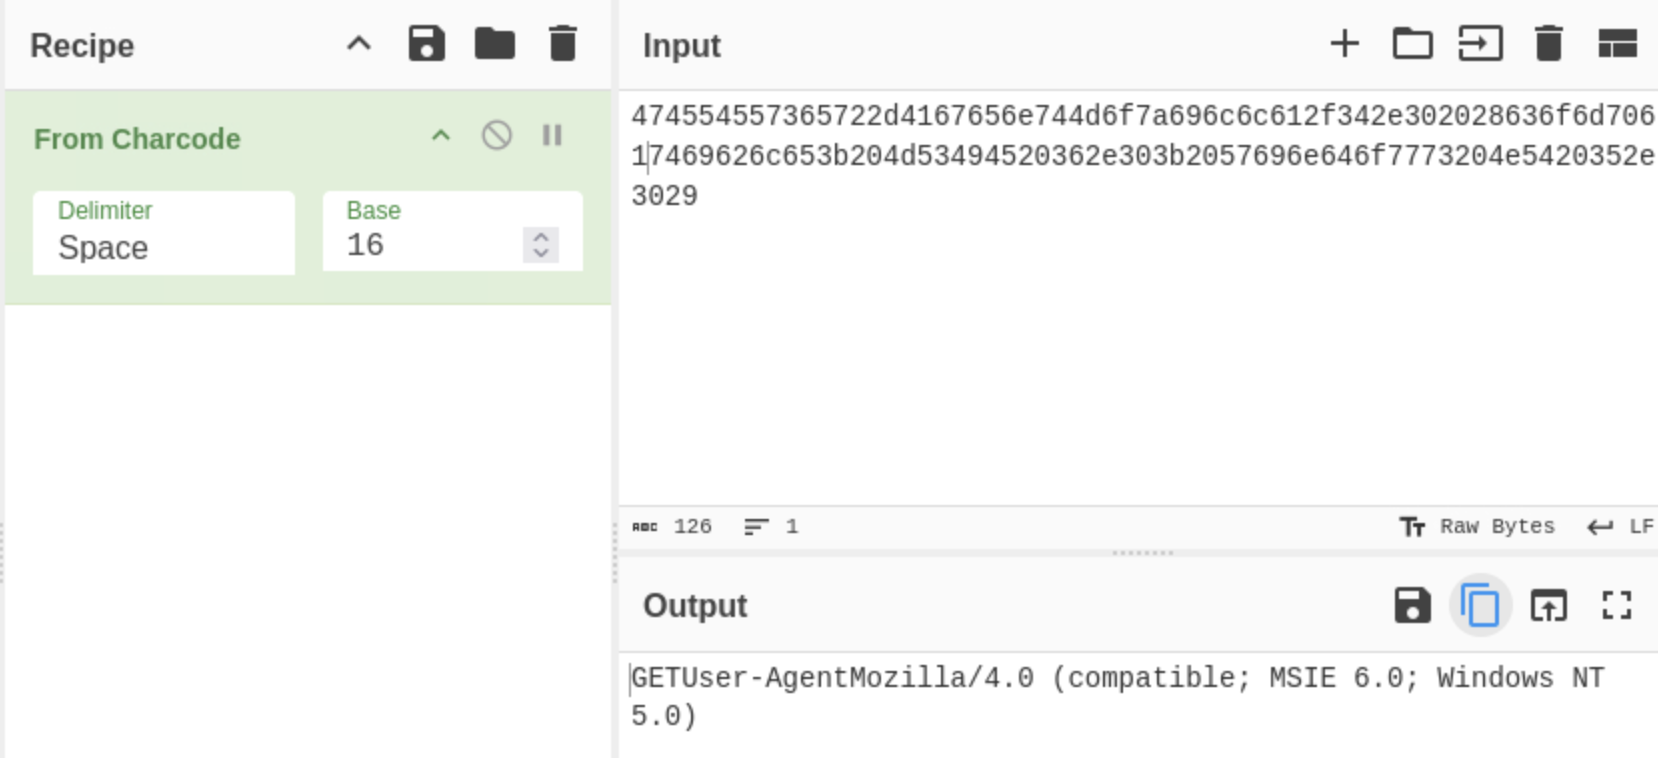 Recipe
From Charcode
Delimiter
Space
Base
16
Input
474554557365722d4167656e744d6f7a696c6c612f342e302028636f6d706
17469626c653b204d53494520362e303b2057696e646f7773204e5420352e
3029
ABC 126 1
Raw Bytes LF
Output
GETUser-AgentMozilla/4.0 (compatible; MSIE 6.0; Windows NT
5.0)